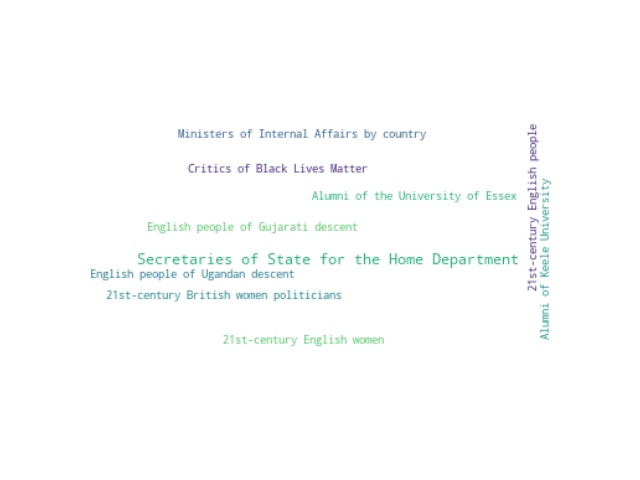 Ministers of Internal Affairs by country
Critics of Black Lives Matter
Alumni of the University of Essex
English people of Gujarati descent
Secretaries of State for the Home Department
English people of Ugandan descent
21st-century British women politicians
21st-century English women
21st-century English people
Alumni of Keele University